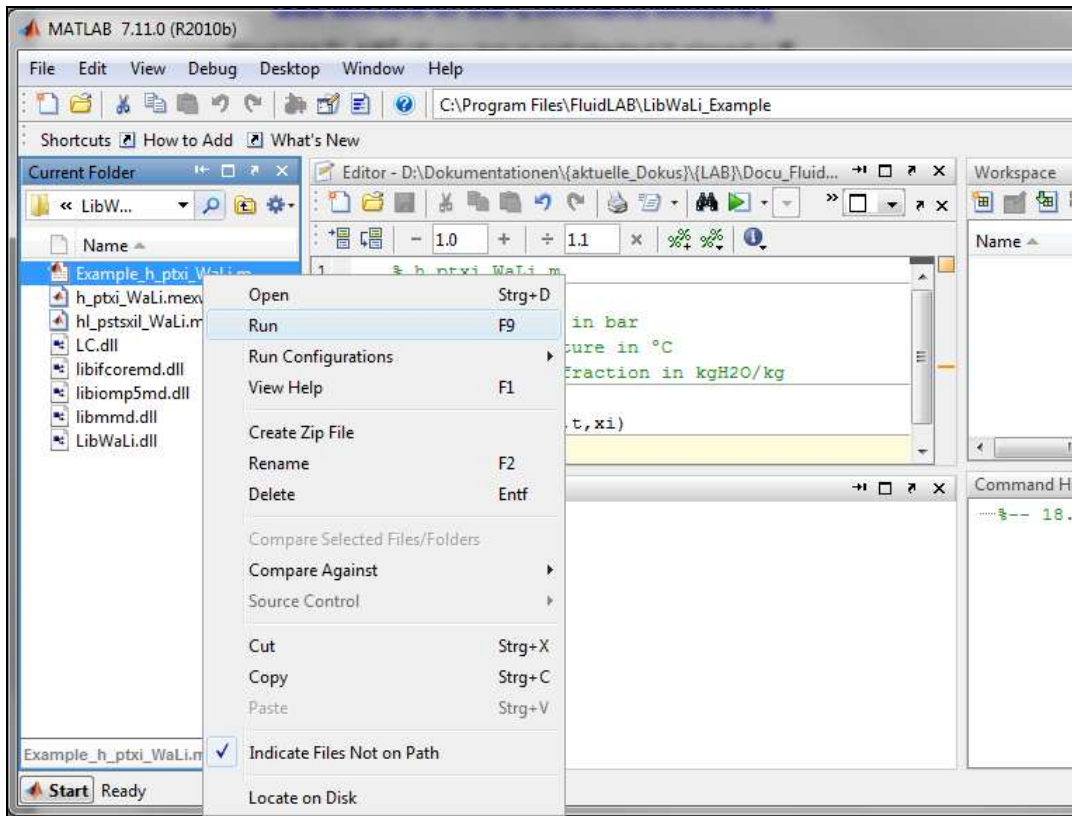 MATLAB 7.11.0 (R2010b)
File Edit View Debug Desktop Window Help
C:\Program Files\FluidLAB\LibWaLi_Example
Shortcuts How to Add What's New
Current Folder
« LibW...
Name
Example_h_ptxi_WaLi.m
h_ptxi_WaLi.mexw
hl_pstsxil_WaLi.m
LC.dll
libifcoremd.dll
libiomp5md.dll
libmmd.dll
LibWaLi.dll
Example_h_ptxi_WaLi.m
Editor - D:\Dokumentationen\{aktuelle_Dokus}\{LAB}\Docu_Fluid...
»
− 1.0 + ÷ 1.1 ×
1 % h_ptxi_WaLi.m
in bar
ture in °C
fraction in kgH2O/kg
t,xi)
Open Strg+D
Run F9
Run Configurations
View Help F1
Create Zip File
Rename F2
Delete Entf
Compare Selected Files/Folders
Compare Against
Source Control
Cut Strg+X
Copy Strg+C
Paste Strg+V
✓ Indicate Files Not on Path
Locate on Disk
Workspace
Name
Command H
%-- 18.
Start Ready